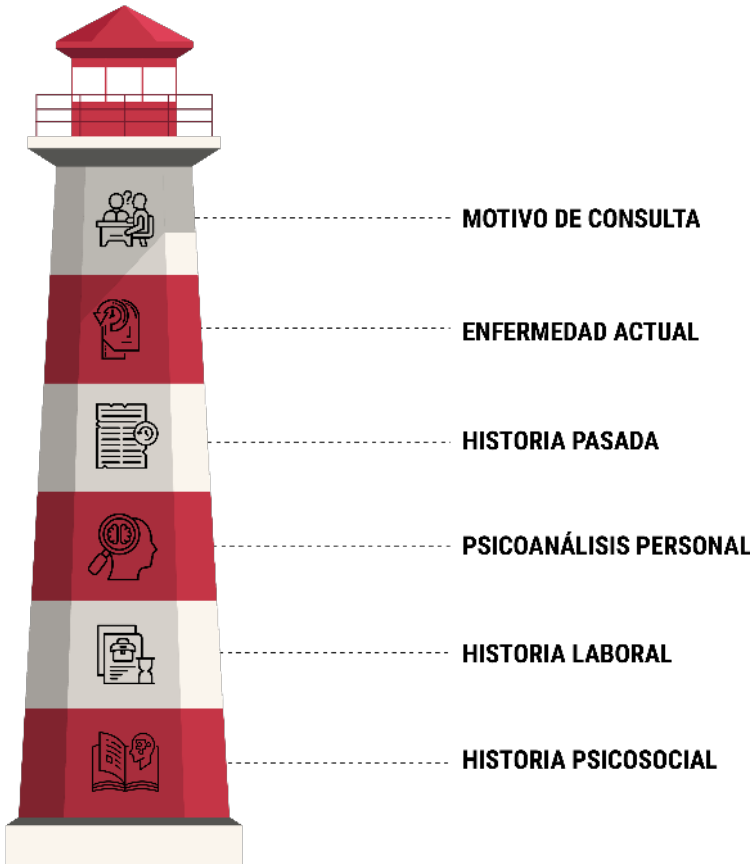 MOTIVO DE CONSULTA
ENFERMEDAD ACTUAL
HISTORIA PASADA
PSICOANÁLISIS PERSONAL
HISTORIA LABORAL
HISTORIA PSICOSOCIAL